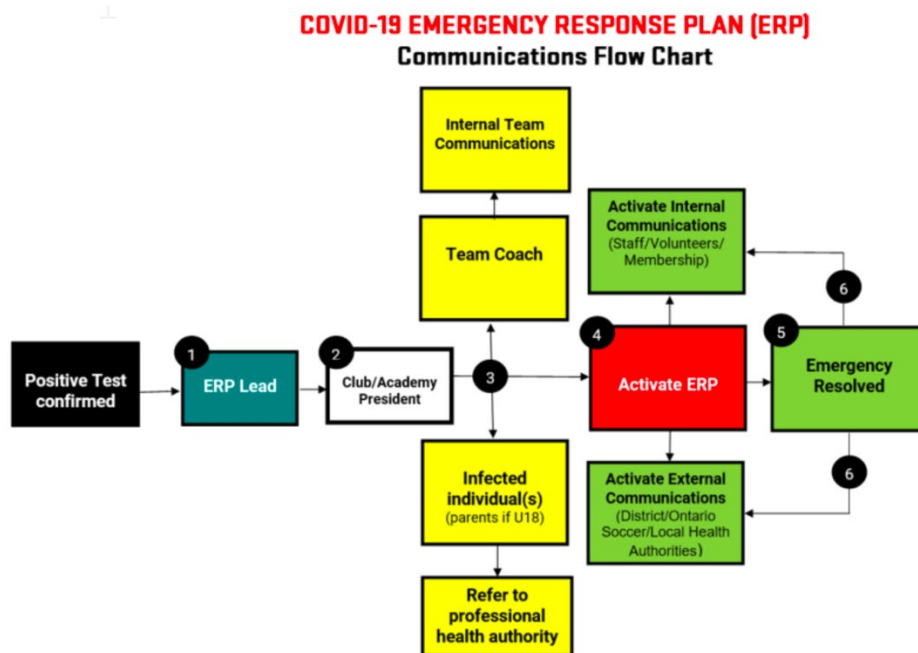 COVID-19 EMERGENCY RESPONSE PLAN (ERP)
Communications Flow Chart
Internal Team
Communications
Team Coach
Activate Internal
Communications
(Staff/Volunteers/
Membership)
6
Positive Test
confirmed
1
ERP Lead
2
Club/Academy
President
3
4
Activate ERP
5
Emergency
Resolved
Infected
individual(s)
(parents if U18)
Activate External
Communications
(District/Ontario
Soccer/Local Health
Authorities)
6
Refer to
professional
health authority